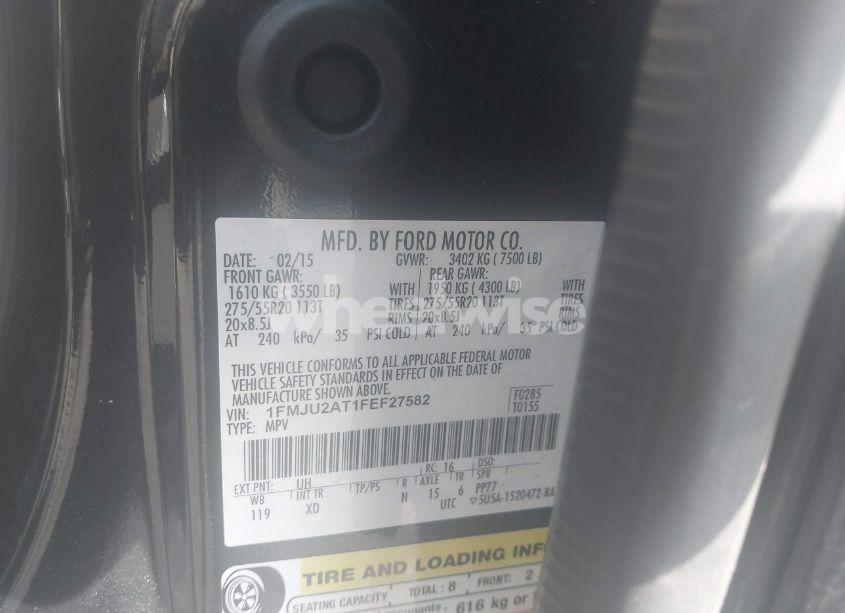 MFD. BY FORD MOTOR CO.
DATE: 02/15 GVWR: 3402 KG ( 7500 LB)
FRONT GAWR: REAR GAWR:
1610 KG ( 3550 LB) WITH 1950 KG ( 4300 LB) WITH
275/55R20 113T TIRES 275/55R20 113T TIRES
20x8.5J RIMS 20x8.5J RIMS
AT 240 kPa/ 35 PSI COLD AT 240 kPa/ 35 PSI COLD
THIS VEHICLE CONFORMS TO ALL APPLICABLE FEDERAL MOTOR
VEHICLE SAFETY STANDARDS IN EFFECT ON THE DATE OF
MANUFACTURE SHOWN ABOVE.
VIN: 1FMJU2AT1FEF27582 F0285
TYPE: MPV T0155
EXT PNT: UH RC: 16 DSO:
WB INT TR TP/PS R AXLE TR SPR
119 XD N 15 6 PP77
UTC ▽5U5A-1520472-BA
TIRE AND LOADING INFO
SEATING CAPACITY TOTAL : 8 FRONT: 2
616 kg or
wheelwise